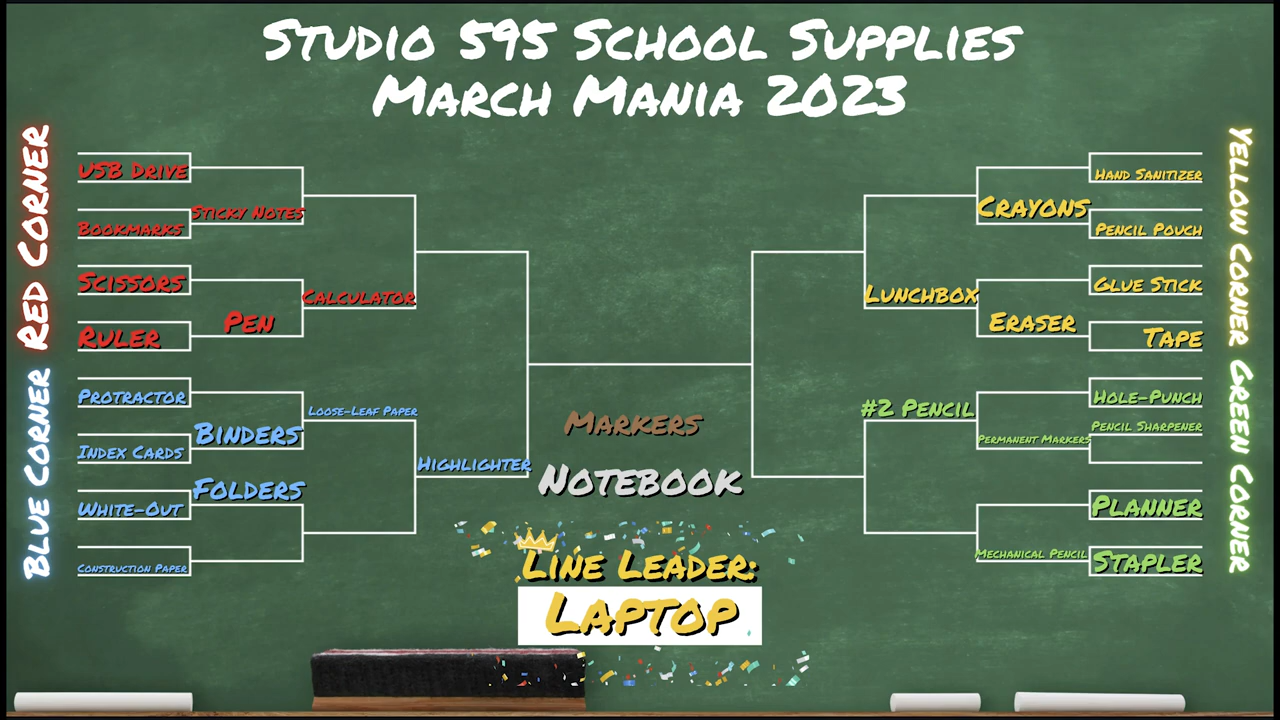 Studio 595 School Supplies
March Mania 2023
Red Corner
USB Drive
Sticky Notes
Bookmarks
Scissors
Calculator
Pen
Ruler
Blue Corner
Protractor
Loose-Leaf Paper
Binders
Index Cards
Highlighter
Folders
White-Out
Construction Paper
Yellow Corner
Hand Sanitizer
Crayons
Pencil Pouch
Glue Stick
Lunchbox
Eraser
Tape
Green Corner
Hole-Punch
#2 Pencil
Pencil Sharpener
Permanent Markers
Planner
Mechanical Pencil
Stapler
Markers
Notebook
Line Leader:
Laptop